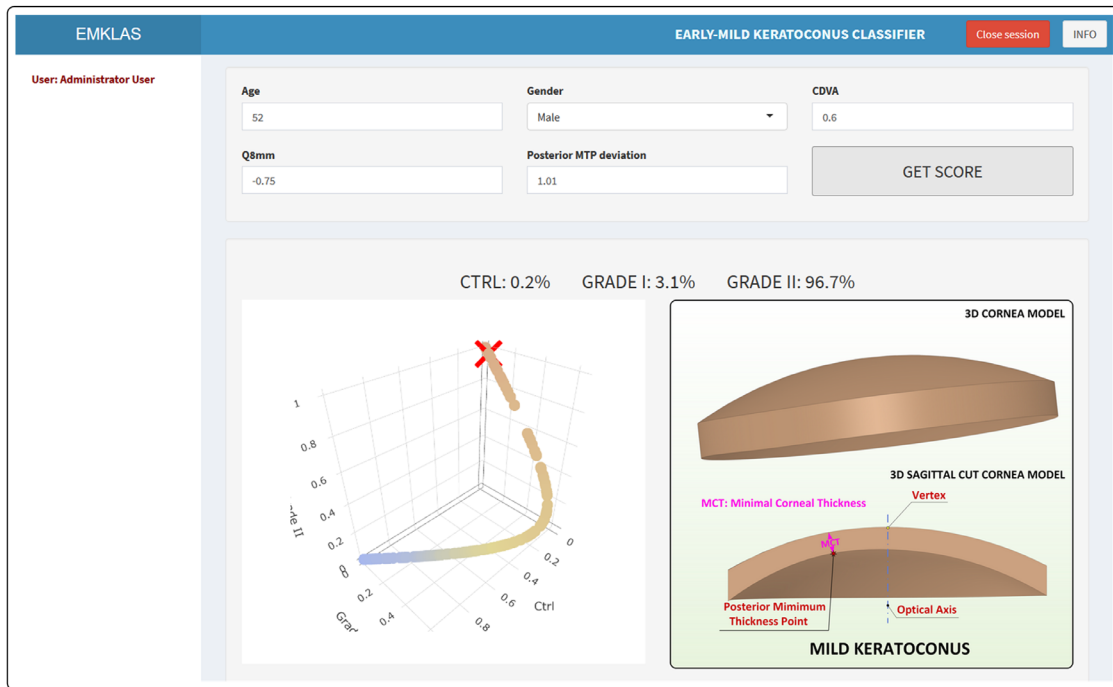 EMKLAS
EARLY-MILD KERATOCONUS CLASSIFIER
Close session
INFO
User: Administrator User
Age
Gender
CDVA
52
Male
0.6
Q8mm
Posterior MTP deviation
-0.75
1.01
GET SCORE
CTRL: 0.2% GRADE I: 3.1% GRADE II: 96.7%
1
0.8
0.6
0.4
0.2
0
de II
0
0.2
0.4
Grad
0.8
0.6
0.4
0.2
0
Ctrl
3D CORNEA MODEL
3D SAGITTAL CUT CORNEA MODEL
MCT: Minimal Corneal Thickness
Vertex
MCT
Posterior Mimimum
Thickness Point
Optical Axis
MILD KERATOCONUS